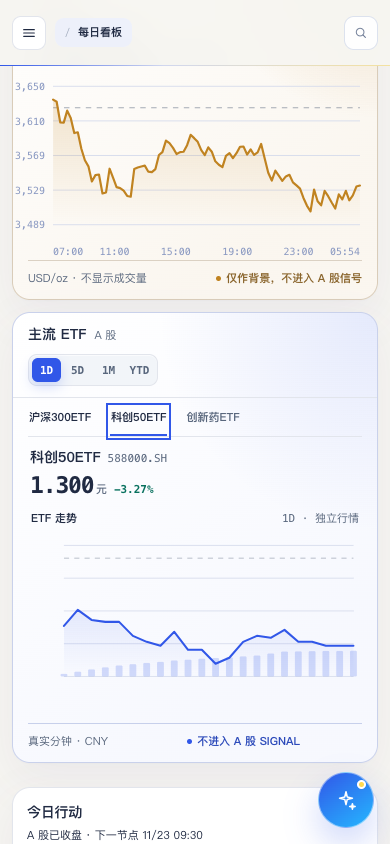 / 每日看板
3,650
3,610
3,569
3,529
3,489
07:00 11:00 15:00 19:00 23:00 05:54
USD/oz · 不显示成交量
仅作背景，不进入 A 股信号
主流 ETF A 股
1D 5D 1M YTD
沪深300ETF 科创50ETF 创新药ETF
科创50ETF 588000.SH
1.300 元 −3.27%
ETF 走势 1D · 独立行情
真实分钟 · CNY
不进入 A 股 SIGNAL
今日行动
A 股已收盘 · 下一节点 11/23 09:30